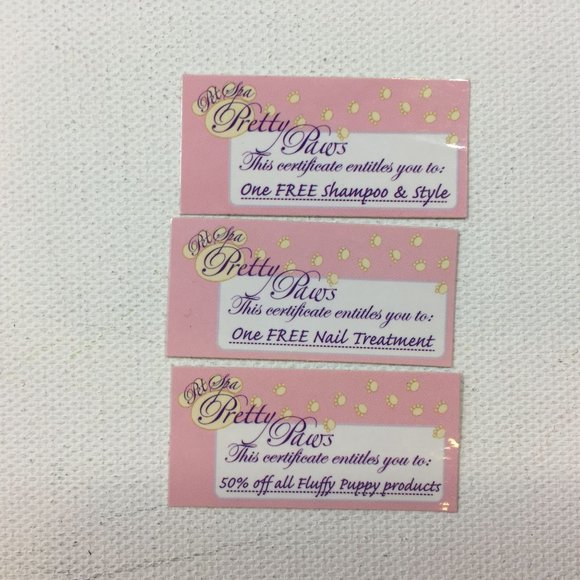 Pet Spa
Pretty
Paws
This certificate entitles you to:
One FREE Shampoo & Style
Pet Spa
Pretty
Paws
This certificate entitles you to:
One FREE Nail Treatment
Pet Spa
Pretty
Paws
This certificate entitles you to:
50% off all Fluffy Puppy products